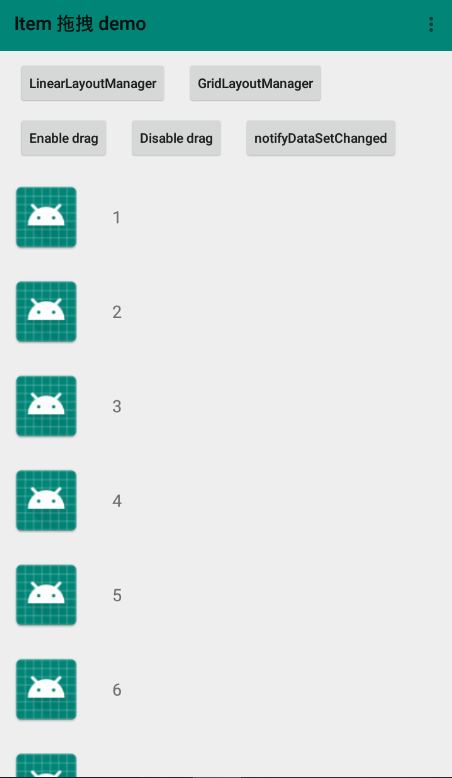 Item 拖拽 demo
LinearLayoutManager GridLayoutManager
Enable drag Disable drag notifyDataSetChanged
1
2
3
4
5
6